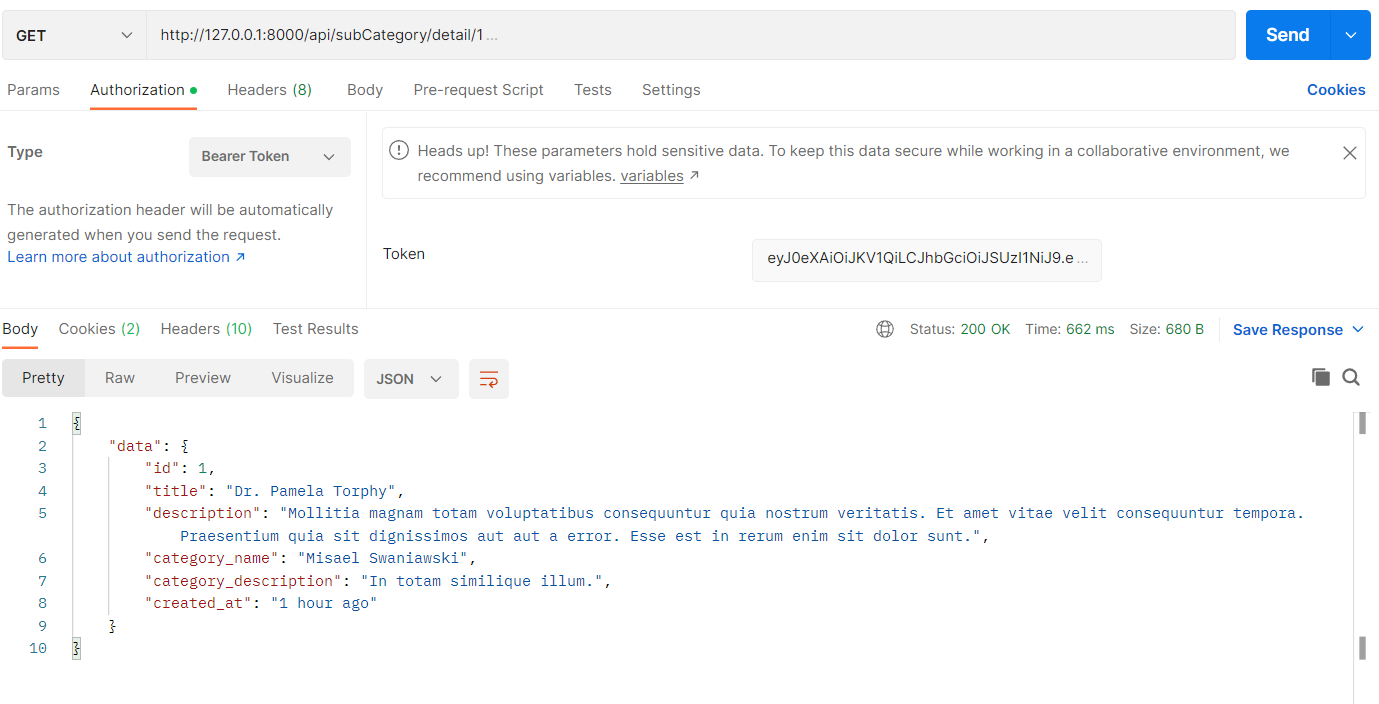 GET
http://127.0.0.1:8000/api/subCategory/detail/1 ...
Send
Params Authorization Headers (8) Body Pre-request Script Tests Settings Cookies
Type
Bearer Token
Heads up! These parameters hold sensitive data. To keep this data secure while working in a collaborative environment, we
recommend using variables. variables ↗
The authorization header will be automatically
generated when you send the request.
Learn more about authorization ↗
Token
eyJ0eXAiOiJKV1QiLCJhbGciOiJSUzI1NiJ9.e ...
Body Cookies (2) Headers (10) Test Results Status: 200 OK Time: 662 ms Size: 680 B Save Response
Pretty Raw Preview Visualize JSON
1 {
2 "data": {
3 "id": 1,
4 "title": "Dr. Pamela Torphy",
5 "description": "Mollitia magnam totam voluptatibus consequuntur quia nostrum veritatis. Et amet vitae velit consequuntur tempora.
Praesentium quia sit dignissimos aut aut a error. Esse est in rerum enim sit dolor sunt.",
6 "category_name": "Misael Swaniawski",
7 "category_description": "In totam similique illum.",
8 "created_at": "1 hour ago"
9 }
10 }